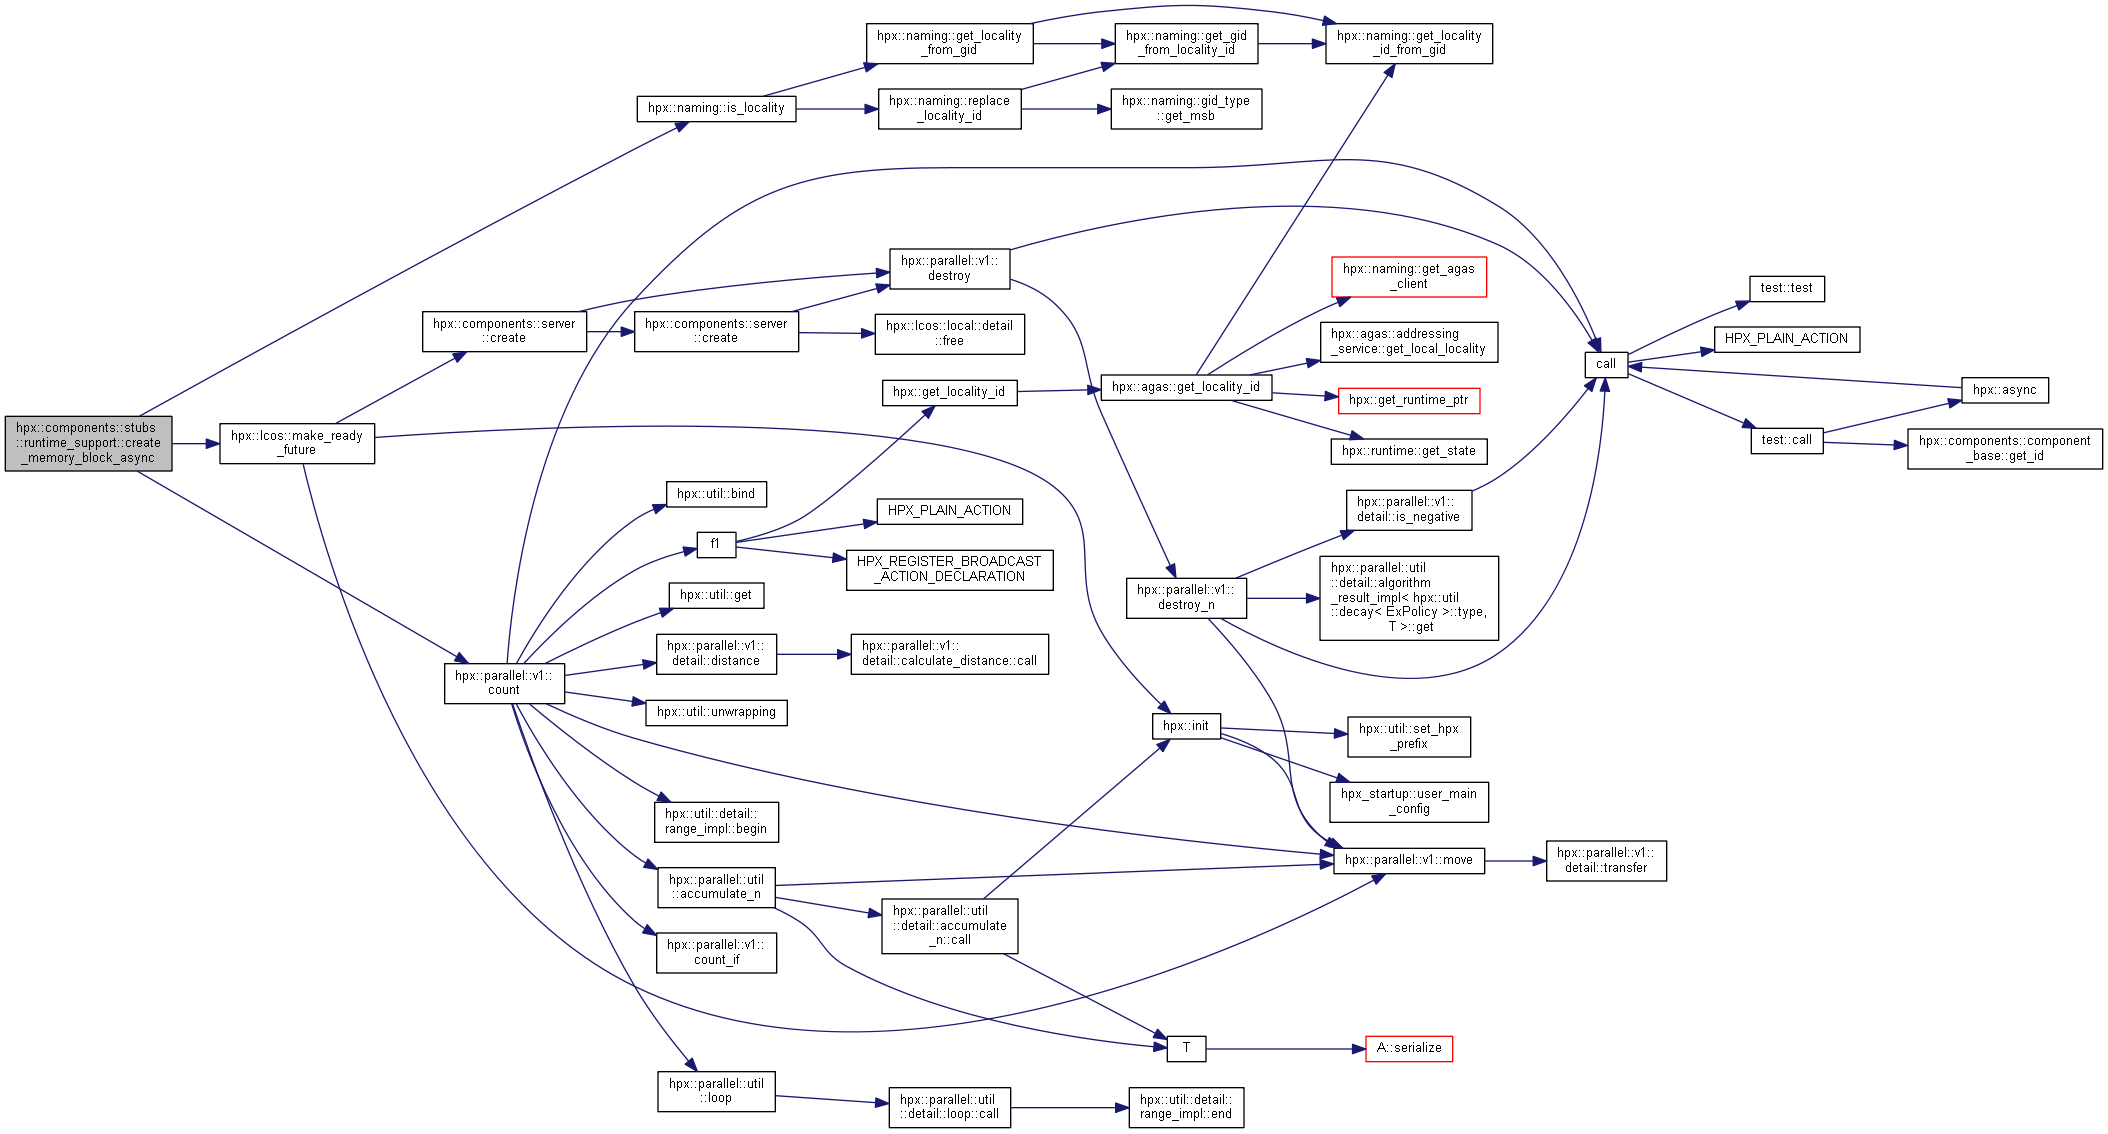 hpx::naming::get_locality
_from_gid
hpx::naming::get_gid
_from_locality_id
hpx::naming::get_locality
_id_from_gid
hpx::naming::is_locality
hpx::naming::replace
_locality_id
hpx::naming::gid_type
::get_msb
hpx::parallel::v1::
destroy
hpx::naming::get_agas
_client
test::test
hpx::components::server
::create
hpx::components::server
::create
hpx::lcos::local::detail
::free
hpx::agas::addressing
_service::get_local_locality
HPX_PLAIN_ACTION
call
hpx::get_locality_id
hpx::agas::get_locality_id
hpx::get_runtime_ptr
hpx::async
hpx::components::stubs
::runtime_support::create
_memory_block_async
hpx::lcos::make_ready
_future
hpx::runtime::get_state
test::call
hpx::components::component
_base::get_id
hpx::util::bind
HPX_PLAIN_ACTION
hpx::parallel::v1::
detail::is_negative
f1
HPX_REGISTER_BROADCAST
_ACTION_DECLARATION
hpx::util::get
hpx::parallel::v1::
destroy_n
hpx::parallel::util
::detail::algorithm
_result_impl< hpx::util
::decay< ExPolicy >::type,
T >::get
hpx::parallel::v1::
detail::distance
hpx::parallel::v1::
detail::calculate_distance::call
hpx::parallel::v1::
count
hpx::util::unwrapping
hpx::init
hpx::util::set_hpx
_prefix
hpx::util::detail::
range_impl::begin
hpx_startup::user_main
_config
hpx::parallel::v1::move
hpx::parallel::v1::
detail::transfer
hpx::parallel::util
::accumulate_n
hpx::parallel::util
::detail::accumulate
_n::call
hpx::parallel::v1::
count_if
T
A::serialize
hpx::parallel::util
::loop
hpx::parallel::util
::detail::loop::call
hpx::util::detail::
range_impl::end